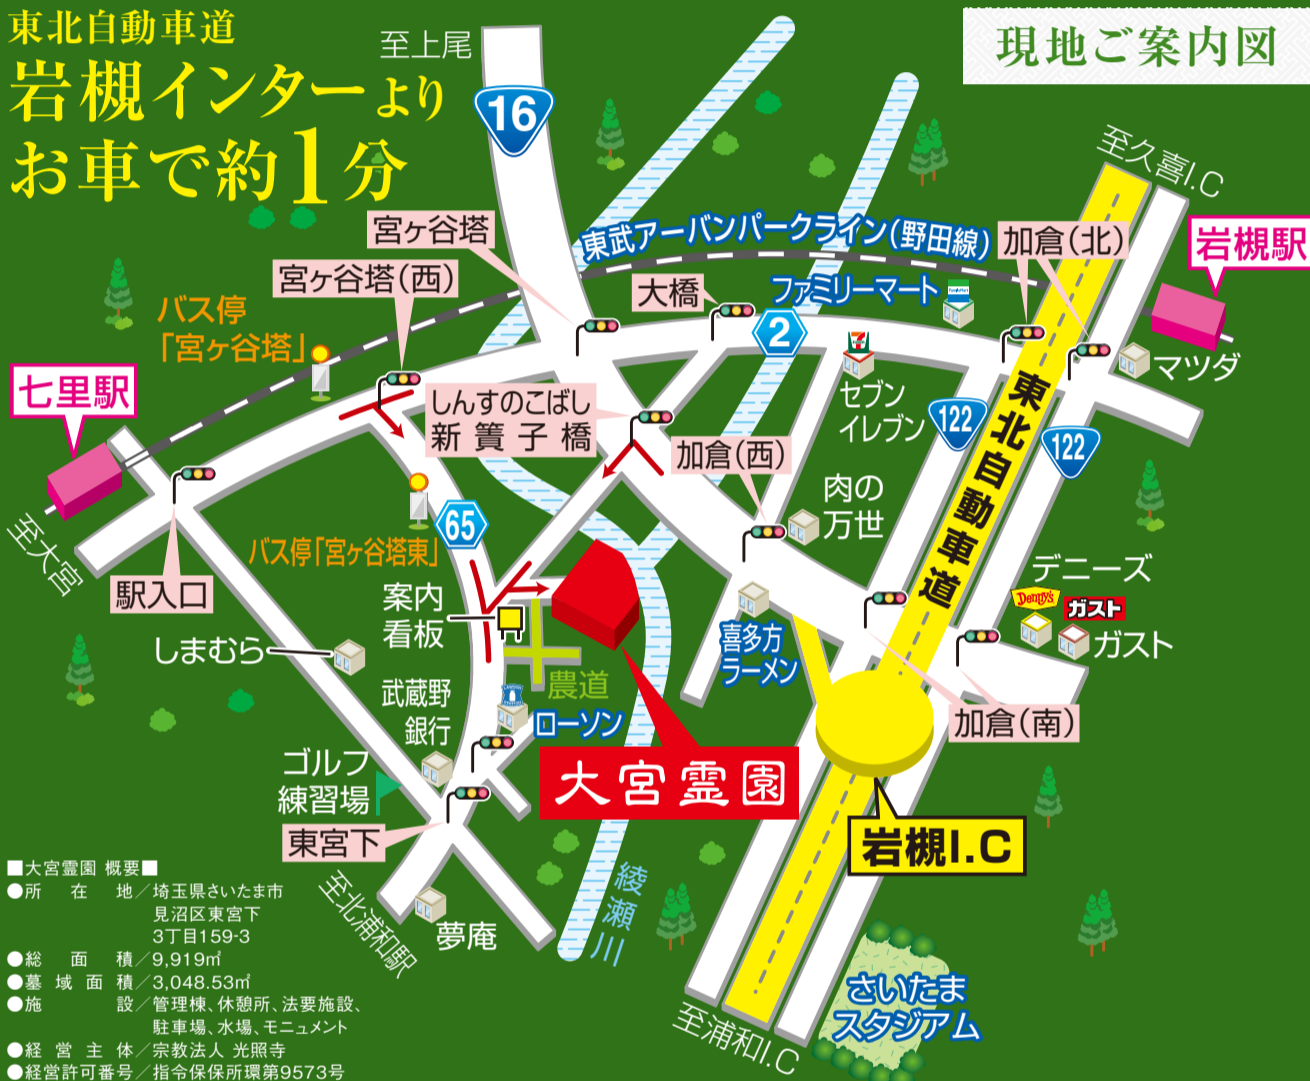 東北自動車道
岩槻インターより
お車で約1分
現地ご案内図
至上尾
16
至久喜I.C
宮ヶ谷塔
東武アーバンパークライン(野田線)
加倉(北)
岩槻駅
宮ヶ谷塔(西)
大橋
ファミリーマート
FamilyMart
バス停
「宮ヶ谷塔」
2
マツダ
七里駅
しんすのこばし
新簀子橋
セブン
イレブン
122
122
東北自動車道
加倉(西)
肉の
万世
至大宮
65
バス停「宮ヶ谷塔東」
駅入口
案内
看板
デニーズ
Denny's
ガスト
ガスト
しまむら
喜多方
ラーメン
農道
武蔵野
銀行
ローソン
加倉(南)
ゴルフ
練習場
大宮霊園
東宮下
岩槻I.C
至北浦和駅
夢庵
綾瀬川
さいたま
スタジアム
至浦和I.C
■大宮霊園 概要■
●所在地／埼玉県さいたま市
見沼区東宮下
3丁目159-3
●総面積／9,919㎡
●墓域面積／3,048.53㎡
●施設／管理棟、休憩所、法要施設、
駐車場、水場、モニュメント
●経営主体／宗教法人 光照寺
●経営許可番号／指令保保所環第9573号